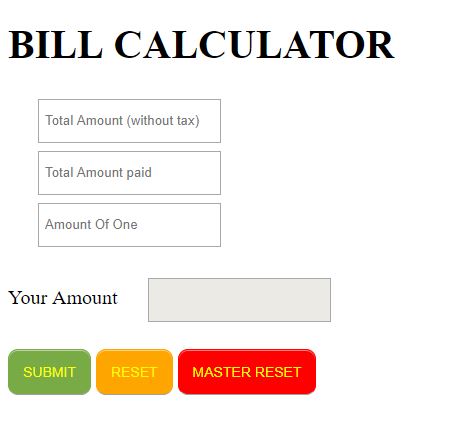 BILL CALCULATOR
Total Amount (without tax)
Total Amount paid
Amount Of One
Your Amount
SUBMIT RESET MASTER RESET